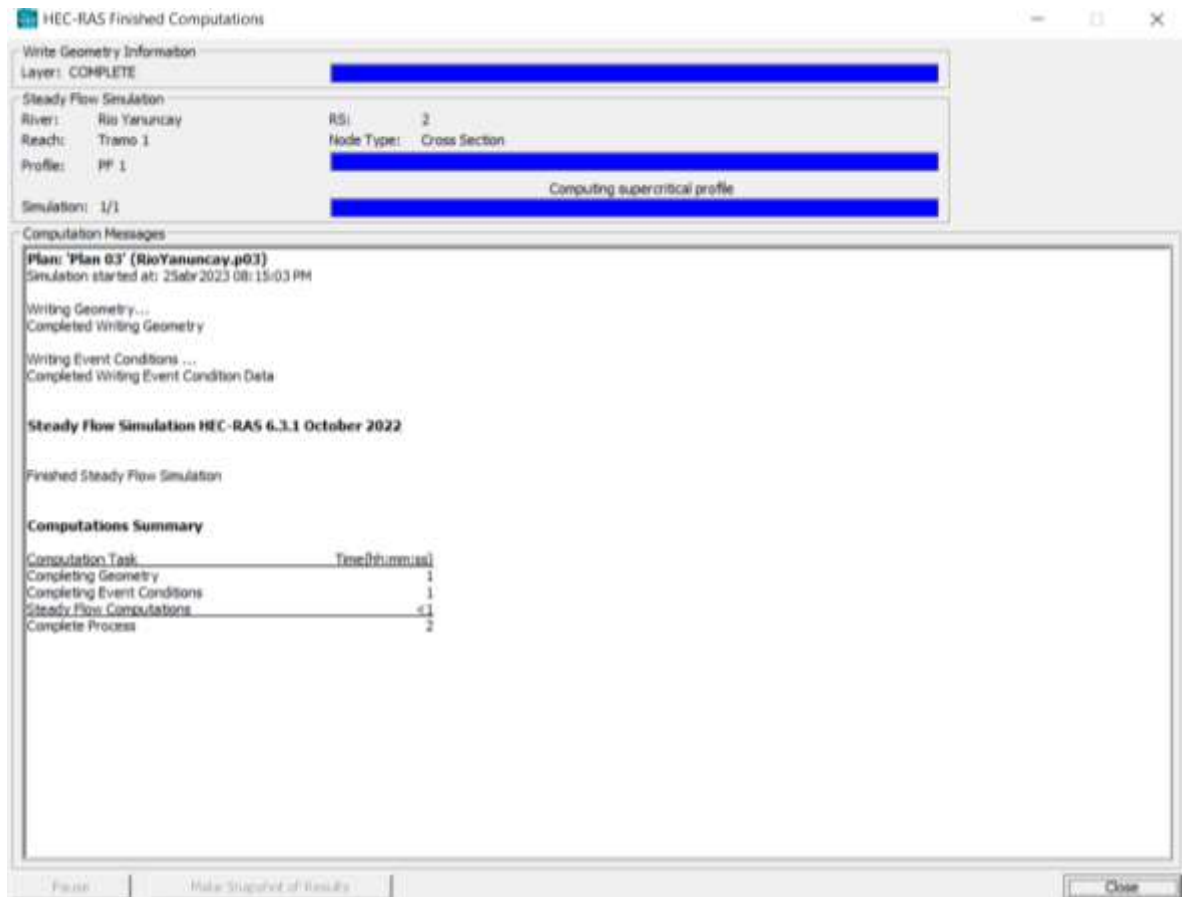 HEC-RAS Finished Computations
Write Geometry Information
Layer: COMPLETE
Steady Flow Simulation
River: Rio Yanuncay RS: 2
Reach: Tramo 1 Node Type: Cross Section
Profile: PF 1
Computing supercritical profile
Simulation: 1/1
Computation Messages
Plan: 'Plan 03' (RioYanuncay.p03)
Simulation started at: 25abr2023 08:15:03 PM
Writing Geometry...
Completed Writing Geometry
Writing Event Conditions ...
Completed Writing Event Condition Data
Steady Flow Simulation HEC-RAS 6.3.1 October 2022
Finished Steady Flow Simulation
Computations Summary
Computation Task Time(hh:mm:ss)
Completing Geometry 1
Completing Event Conditions 1
Steady Flow Computations <1
Complete Process 2
Pause Make Snapshot of Results Close